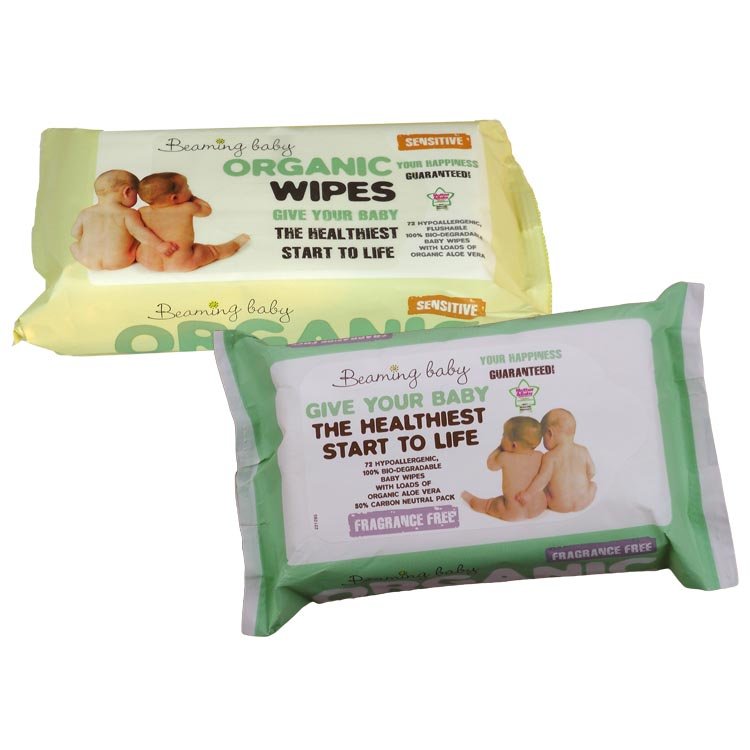 Beaming baby
SENSITIVE
ORGANIC
WIPES
GIVE YOUR BABY
THE HEALTHIEST
START TO LIFE
YOUR HAPPINESS
GUARANTEED!
72 HYPOALLERGENIC,
FLUSHABLE
100% BIO-DEGRADABLE
BABY WIPES
WITH LOADS OF
ORGANIC ALOE VERA
Beaming baby
SENSITIVE
ORGANIC
Beaming baby
YOUR HAPPINESS
GUARANTEED!
GIVE YOUR BABY
THE HEALTHIEST
START TO LIFE
72 HYPOALLERGENIC,
100% BIO-DEGRADABLE
BABY WIPES
WITH LOADS OF
ORGANIC ALOE VERA
80% CARBON NEUTRAL PACK
FRAGRANCE FREE
FRAGRANCE FREE
Beaming baby
ORGANIC